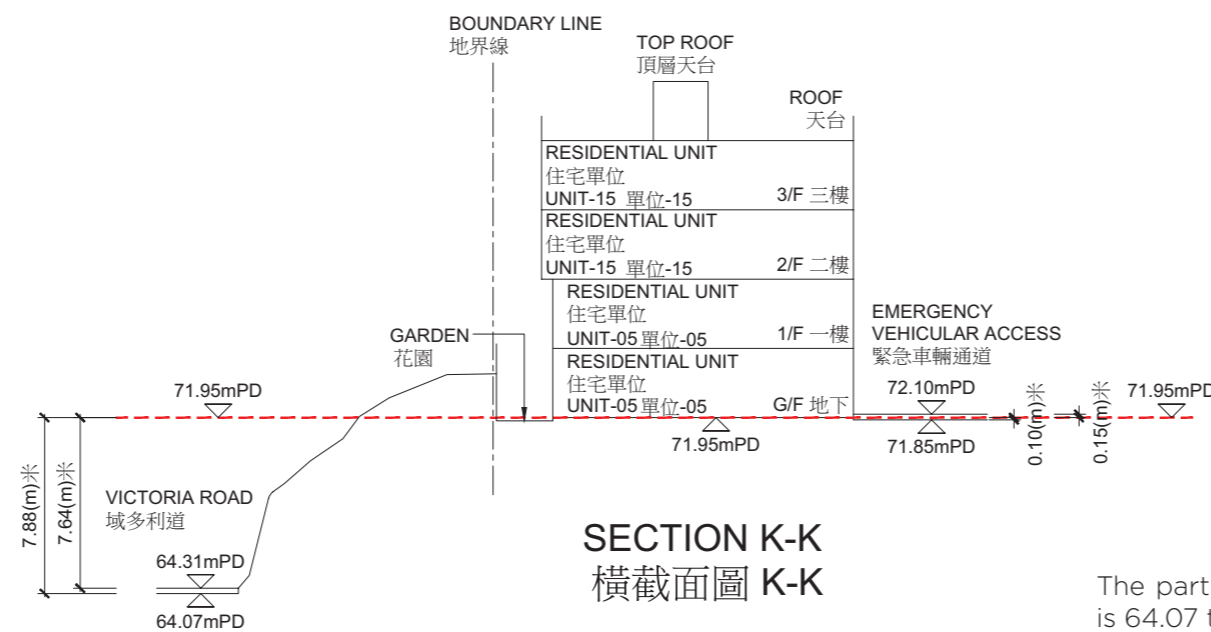 BOUNDARY LINE
地界線
TOP ROOF
頂層天台
ROOF
天台
RESIDENTIAL UNIT
住宅單位
UNIT-15 單位-15
3/F 三樓
RESIDENTIAL UNIT
住宅單位
UNIT-15 單位-15
2/F 二樓
RESIDENTIAL UNIT
住宅單位
UNIT-05 單位-05
1/F 一樓
RESIDENTIAL UNIT
住宅單位
UNIT-05 單位-05
G/F 地下
GARDEN
花園
EMERGENCY
VEHICULAR ACCESS
緊急車輛通道
71.95mPD
72.10mPD
71.95mPD
71.95mPD
71.85mPD
0.10(m)米
0.15(m)米
7.88(m)米
7.64(m)米
VICTORIA ROAD
域多利道
64.31mPD
64.07mPD
SECTION K-K
橫截面圖 K-K
The part
is 64.07 t